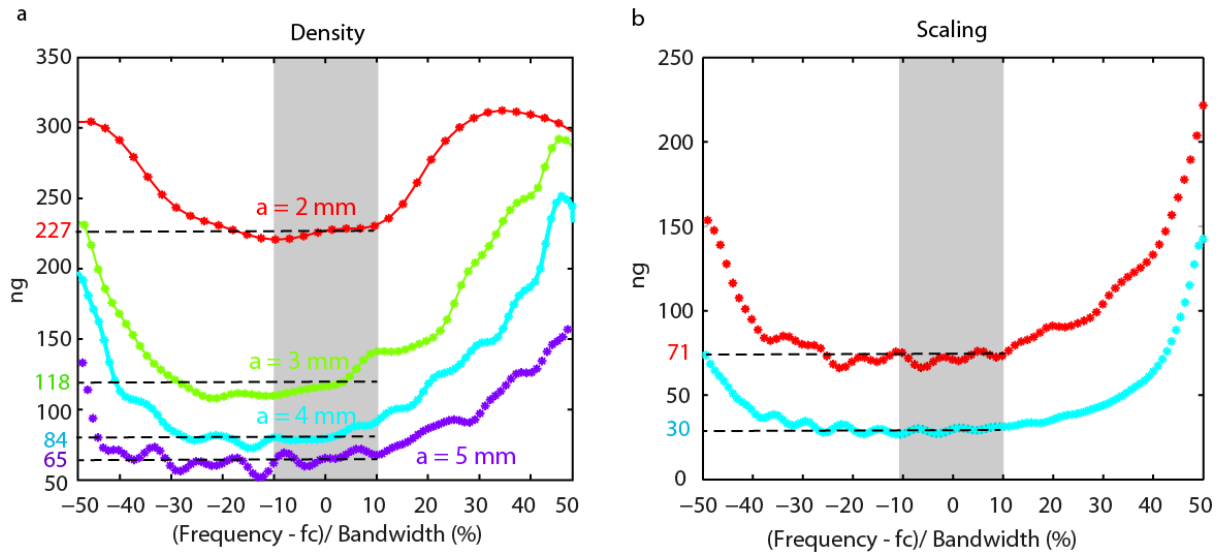 a
Density
350
300
250
227
200
150
118
100
84
65
50
ng
a = 2 mm
a = 3 mm
a = 4 mm
a = 5 mm
−50 −40 −30 −20 −10 0 10 20 30 40 50
(Frequency - fc)/ Bandwidth (%)
b
Scaling
250
200
150
100
71
50
30
0
ng
−50 −40 −30 −20 −10 0 10 20 30 40 50
(Frequency - fc)/ Bandwidth (%)